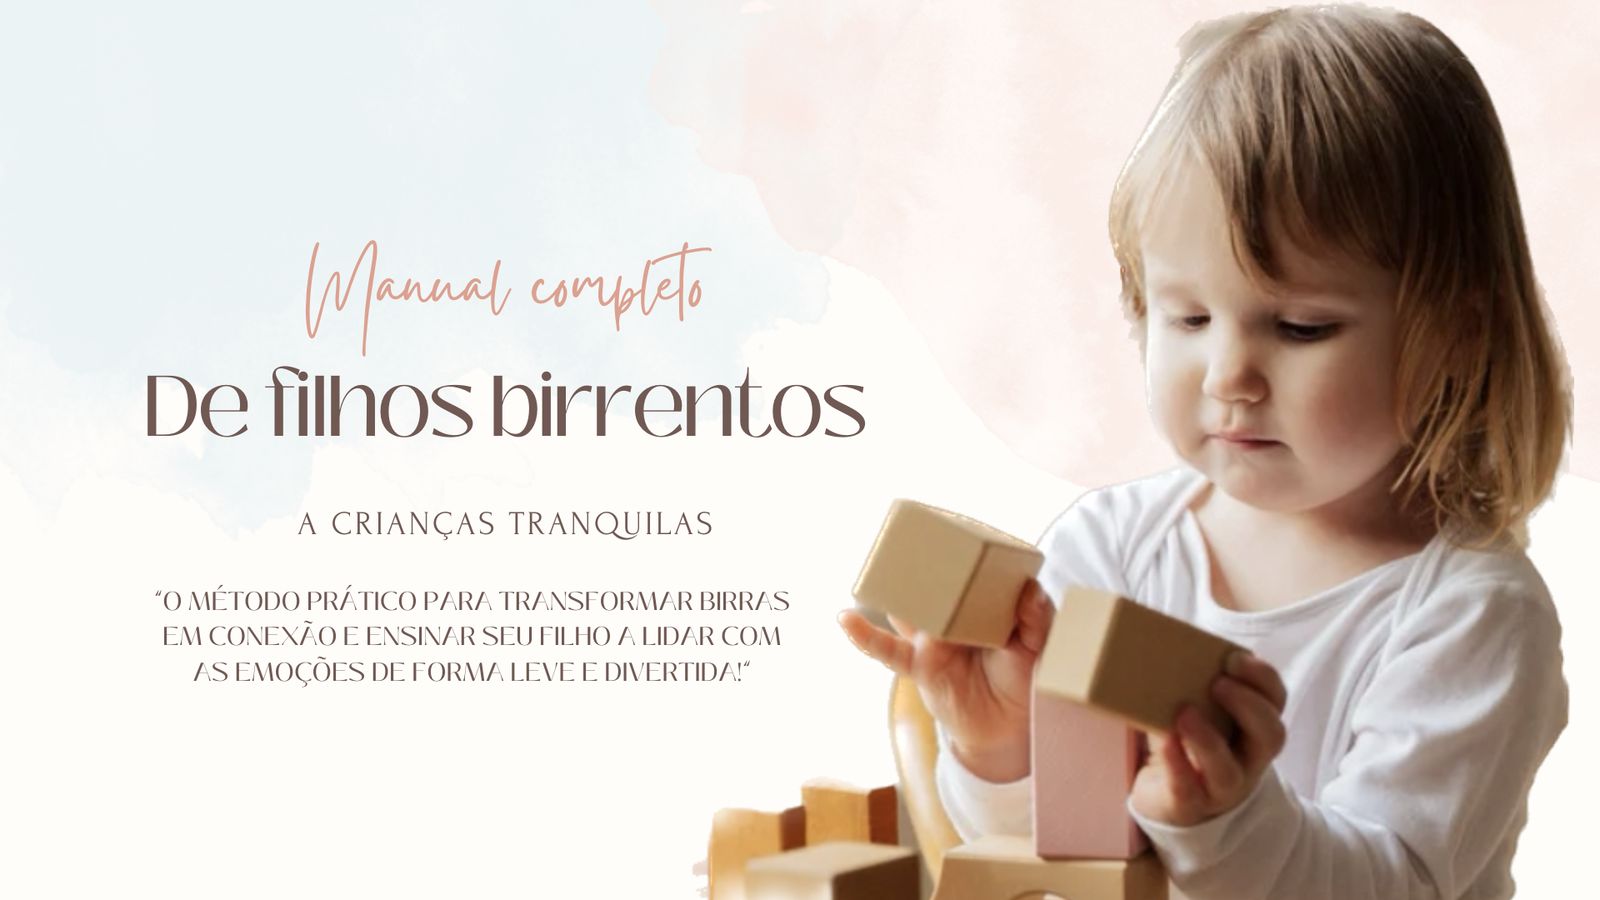 Manual completo
De filhos birrentos
A CRIANÇAS TRANQUILAS
"O MÉTODO PRÁTICO PARA TRANSFORMAR BIRRAS
EM CONEXÃO E ENSINAR SEU FILHO A LIDAR COM
AS EMOÇÕES DE FORMA LEVE E DIVERTIDA!"